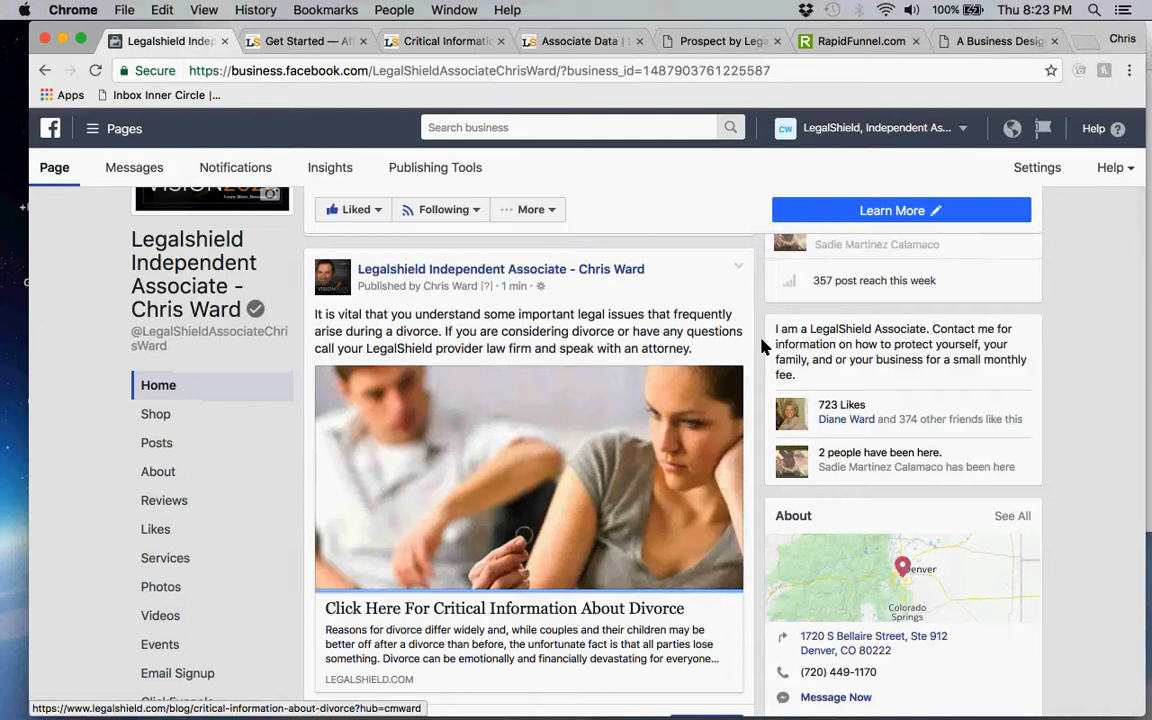 Chrome File Edit View History Bookmarks People Window Help 100% Thu 8:23 PM
Legalshield Indep × Get Started — Aff × Critical Informati × Associate Data | L × Prospect by Lega × RapidFunnel.com × A Business Desig × Chris
Secure https://business.facebook.com/LegalShieldAssociateChrisWard/?business_id=1487903761225587
Apps Inbox Inner Circle |...
Pages Search business CW LegalShield, Independent As... Help
Page Messages Notifications Insights Publishing Tools Settings Help
Learn More
Liked Following More
Legalshield
Independent
Associate -
Chris Ward
@LegalShieldAssociateChri
sWard
Home
Shop
Posts
About
Reviews
Likes
Services
Photos
Videos
Events
Email Signup
Legalshield Independent Associate - Chris Ward
Published by Chris Ward [?] · 1 min ·
It is vital that you understand some important legal issues that frequently
arise during a divorce. If you are considering divorce or have any questions
call your LegalShield provider law firm and speak with an attorney.
Click Here For Critical Information About Divorce
Reasons for divorce differ widely and, while couples and their children may be
better off after a divorce than before, the unfortunate fact is that all parties lose
something. Divorce can be emotionally and financially devastating for everyone...
LEGALSHIELD.COM
Sadie Martinez Calamaco
357 post reach this week
I am a LegalShield Associate. Contact me for
information on how to protect yourself, your
family, and or your business for a small monthly
fee.
723 Likes
Diane Ward and 374 other friends like this
2 people have been here.
Sadie Martinez Calamaco has been here
About See All
Denver
Colorado
Springs
1720 S Bellaire Street, Ste 912
Denver, CO 80222
(720) 449-1170
Message Now
https://www.legalshield.com/blog/critical-information-about-divorce?hub=cmward